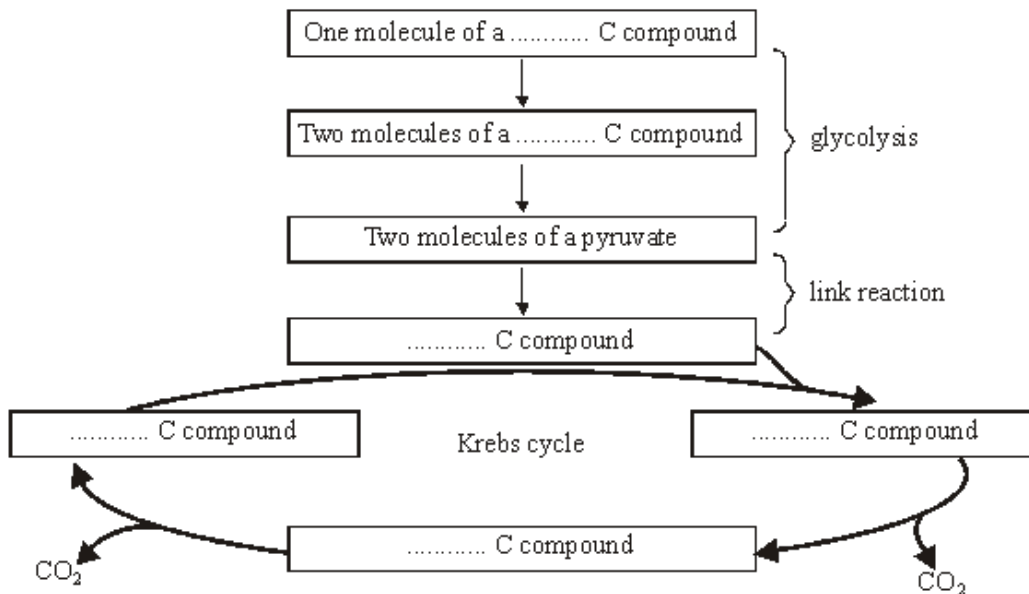 One molecule of a ............ C compound
Two molecules of a ............ C compound
glycolysis
Two molecules of a pyruvate
link reaction
............ C compound
............ C compound
Krebs cycle
............ C compound
............ C compound
CO₂
CO₂